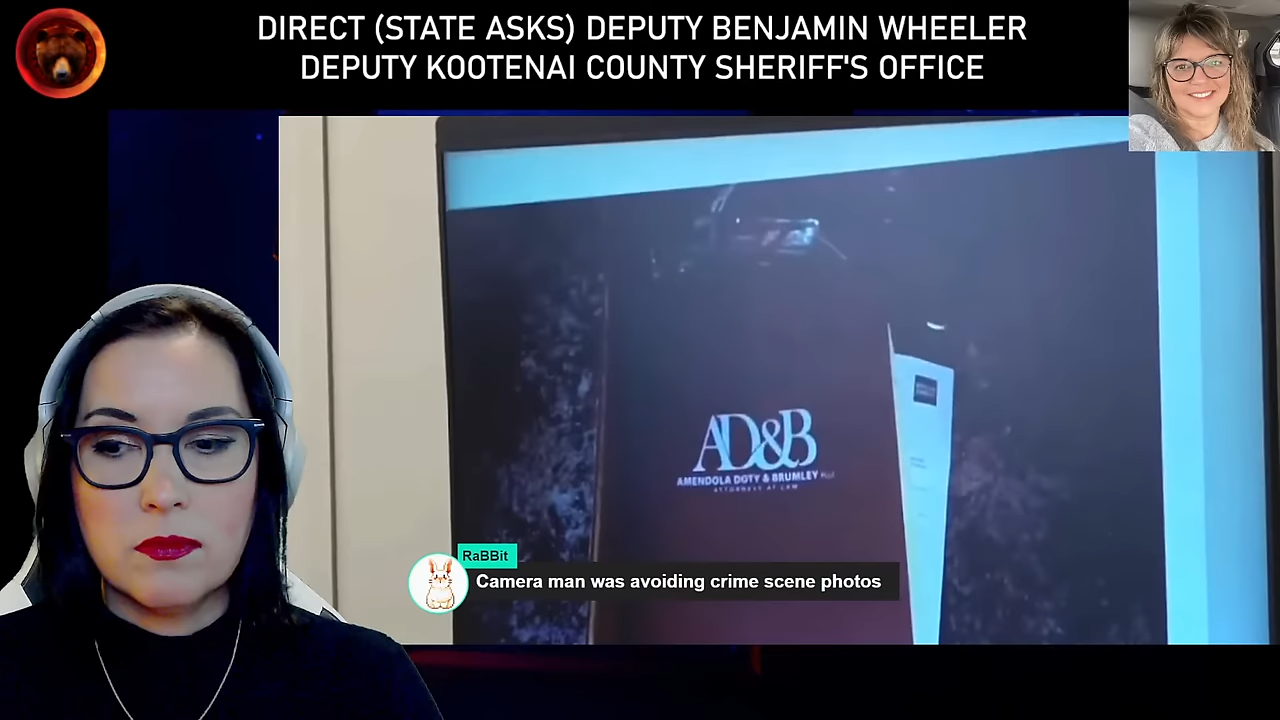 DIRECT (STATE ASKS) DEPUTY BENJAMIN WHEELER
DEPUTY KOOTENAI COUNTY SHERIFF'S OFFICE
AD&B
AMENDOLA DOTY & BRUMLEY PLLC
ATTORNEYS AT LAW
RaBBit
Camera man was avoiding crime scene photos